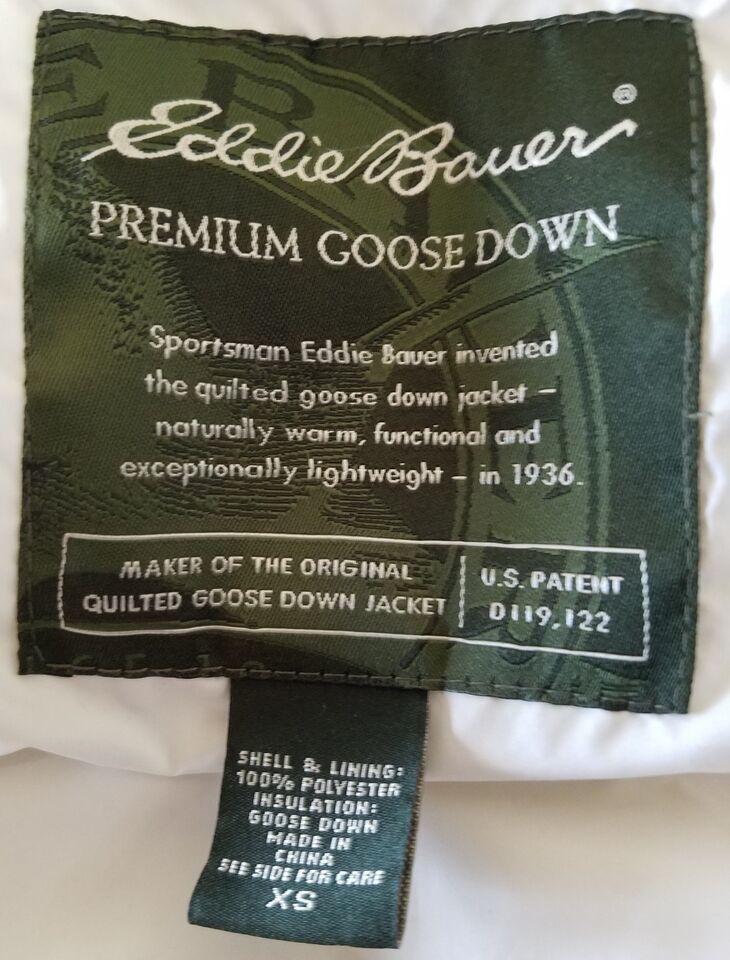 Eddie Bauer®
PREMIUM GOOSE DOWN
Sportsman Eddie Bauer invented
the quilted goose down jacket –
naturally warm, functional and
exceptionally lightweight – in 1936.
MAKER OF THE ORIGINAL
QUILTED GOOSE DOWN JACKET
U.S. PATENT
D119,122
SHELL & LINING:
100% POLYESTER
INSULATION:
GOOSE DOWN
MADE IN
CHINA
SEE SIDE FOR CARE
XS